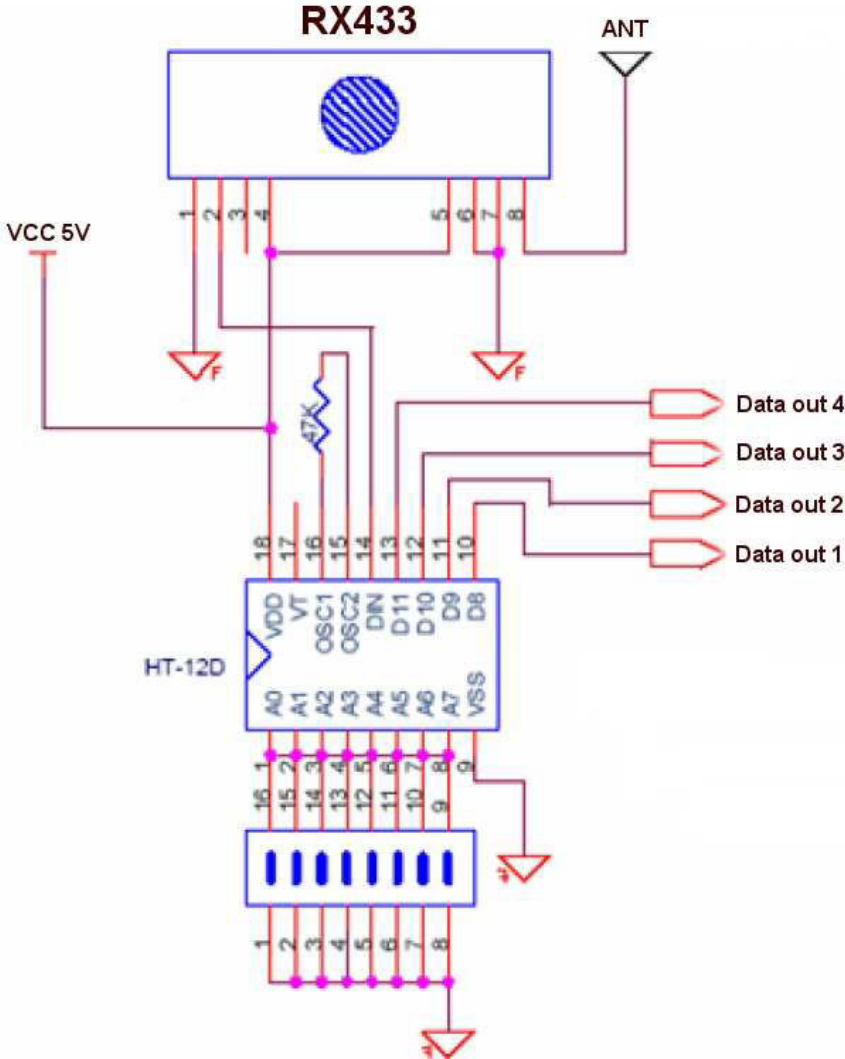 RX433
ANT
1 2 3 4 5 6 7 8
VCC 5V
F F
47K
Data out 4
Data out 3
Data out 2
Data out 1
18 17 16 15 14 13 12 11 10
VDD VT OSC1 OSC2 DIN D11 D10 D9 D8
HT-12D
A0 A1 A2 A3 A4 A5 A6 A7 VSS
1 2 3 4 5 6 7 8 9
16 15 14 13 12 11 10 9
1 2 3 4 5 6 7 8